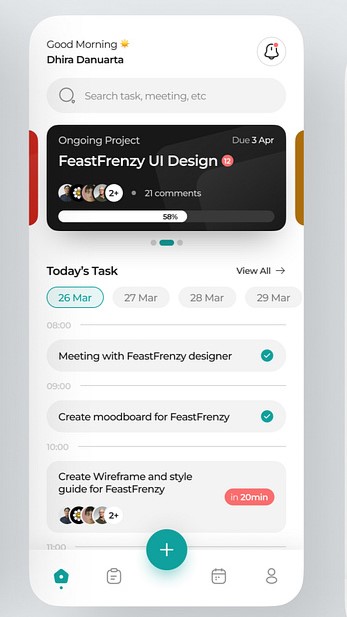 Good Morning ☀️
Dhira Danuarta
Search task, meeting, etc
Ongoing Project
Due 3 Apr
FeastFrenzy UI Design 12
2+
21 comments
58%
Today's Task
View All →
26 Mar
27 Mar
28 Mar
29 Mar
08:00
Meeting with FeastFrenzy designer
09:00
Create moodboard for FeastFrenzy
10:00
Create Wireframe and style
guide for FeastFrenzy
in 20min
2+
11:00